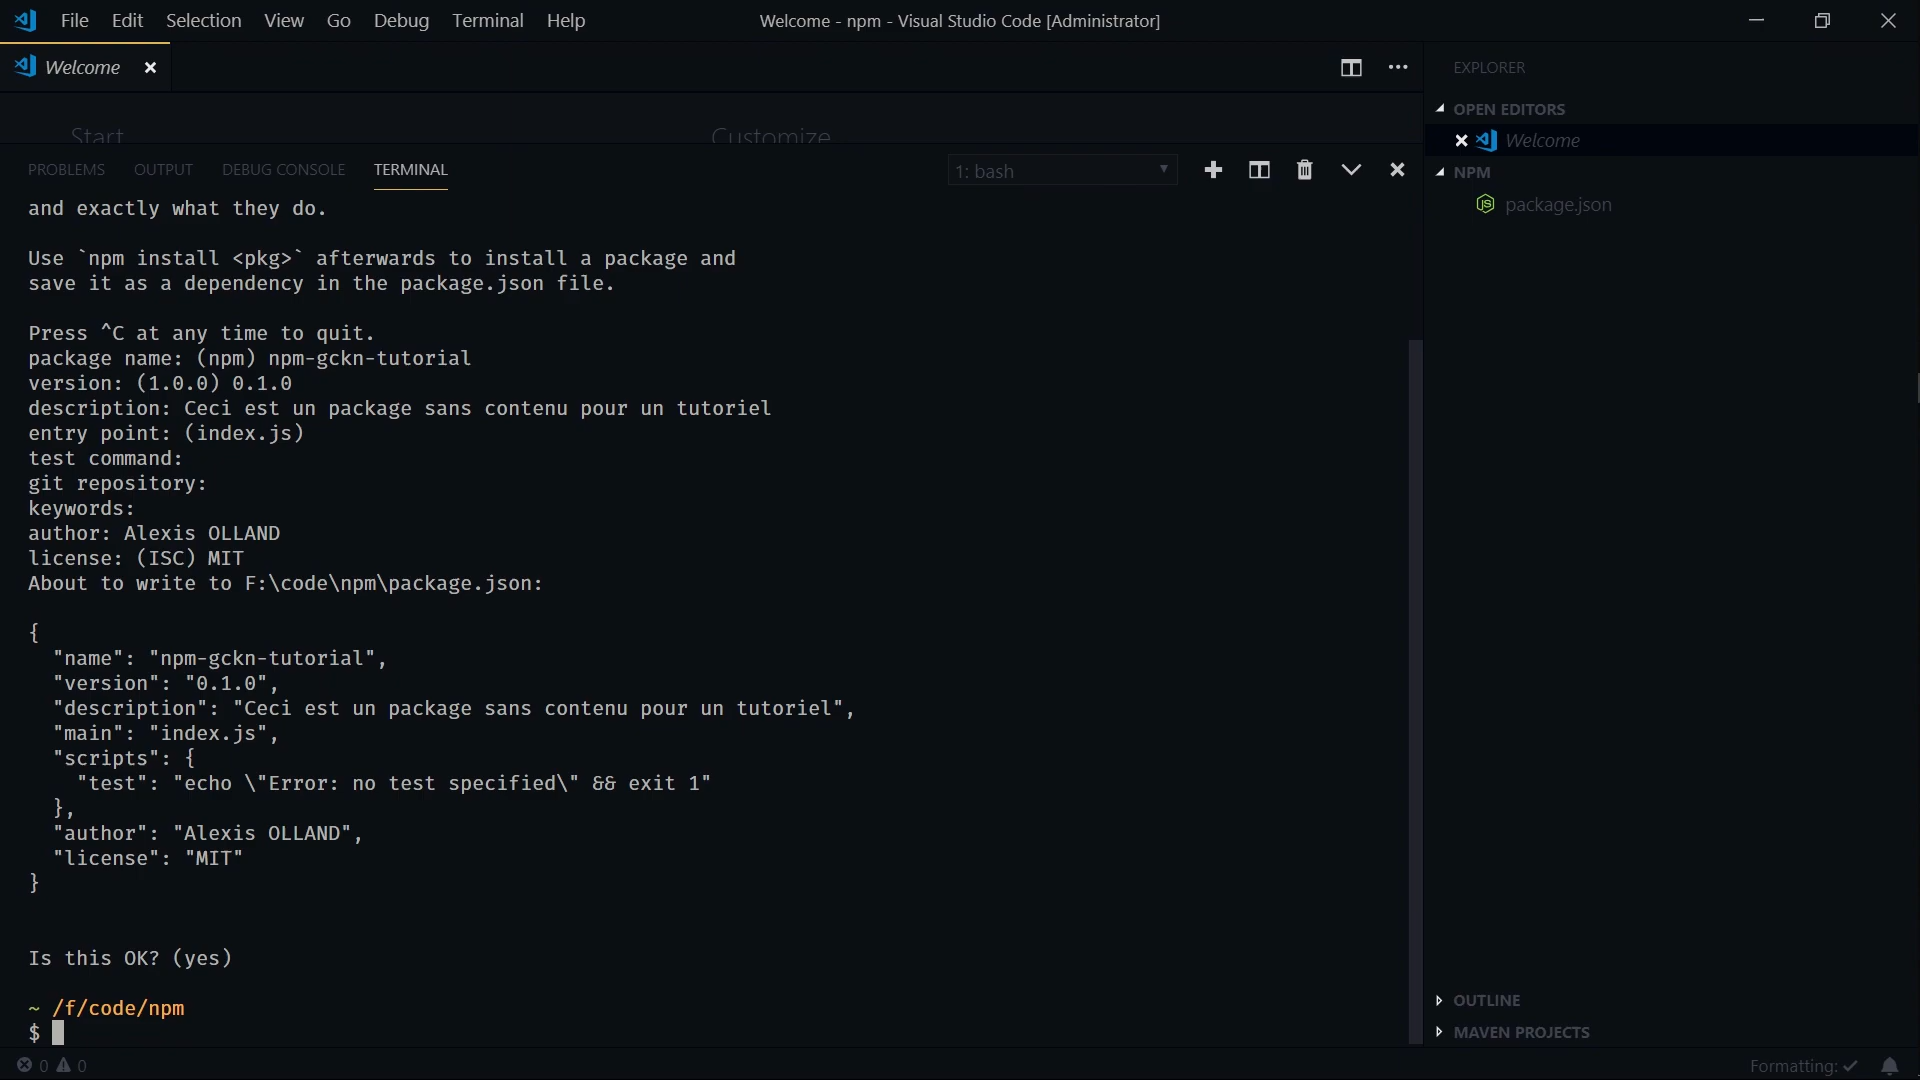 File Edit Selection View Go Debug Terminal Help
Welcome - npm - Visual Studio Code [Administrator]
Welcome
EXPLORER
OPEN EDITORS
Welcome
NPM
package.json
Start
Customize
PROBLEMS OUTPUT DEBUG CONSOLE TERMINAL
1: bash
and exactly what they do.
Use `npm install <pkg>` afterwards to install a package and
save it as a dependency in the package.json file.
Press ^C at any time to quit.
package name: (npm) npm-gckn-tutorial
version: (1.0.0) 0.1.0
description: Ceci est un package sans contenu pour un tutoriel
entry point: (index.js)
test command:
git repository:
keywords:
author: Alexis OLLAND
license: (ISC) MIT
About to write to F:\code\npm\package.json:
{
  "name": "npm-gckn-tutorial",
  "version": "0.1.0",
  "description": "Ceci est un package sans contenu pour un tutoriel",
  "main": "index.js",
  "scripts": {
    "test": "echo \"Error: no test specified\" && exit 1"
  },
  "author": "Alexis OLLAND",
  "license": "MIT"
}
Is this OK? (yes)
~ /f/code/npm
$
OUTLINE
MAVEN PROJECTS
0 0
Formatting: ✓